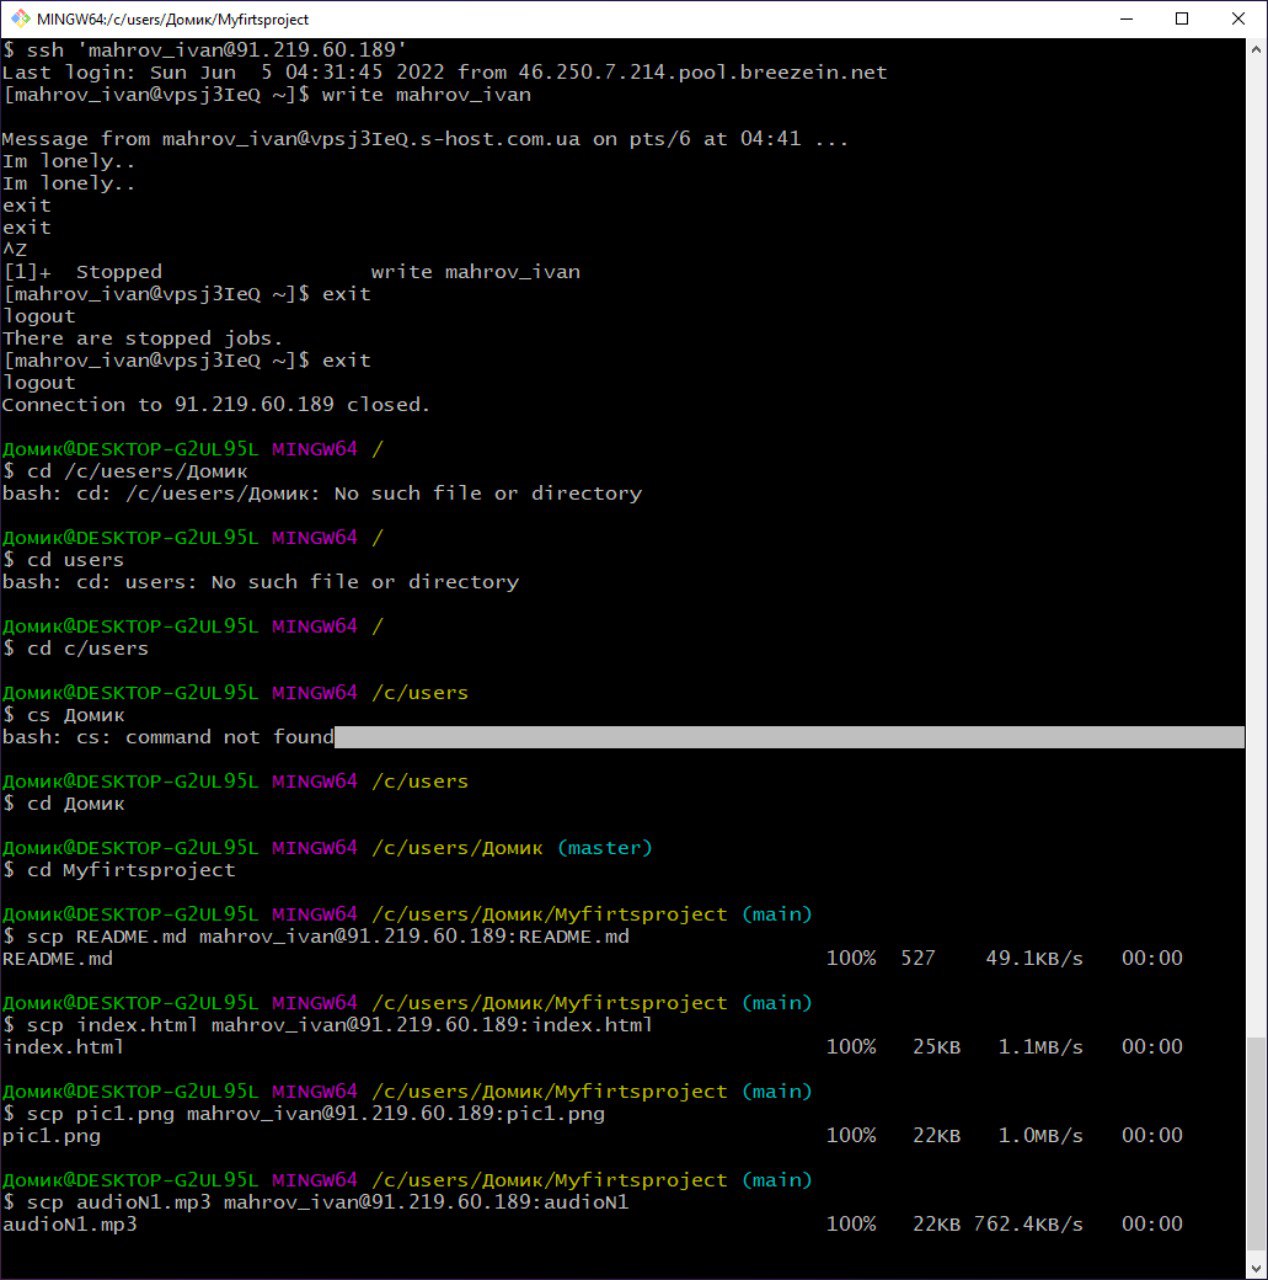 MINGW64:/c/users/Домик/Myfirtsproject
$ ssh 'mahrov_ivan@91.219.60.189'
Last login: Sun Jun  5 04:31:45 2022 from 46.250.7.214.pool.breezein.net
[mahrov_ivan@vpsj3IeQ ~]$ write mahrov_ivan
Message from mahrov_ivan@vpsj3IeQ.s-host.com.ua on pts/6 at 04:41 ...
Im lonely..
Im lonely..
exit
exit
^Z
[1]+  Stopped                 write mahrov_ivan
[mahrov_ivan@vpsj3IeQ ~]$ exit
logout
There are stopped jobs.
[mahrov_ivan@vpsj3IeQ ~]$ exit
logout
Connection to 91.219.60.189 closed.
Домик@DESKTOP-G2UL95L MINGW64 /
$ cd /c/uesers/Домик
bash: cd: /c/uesers/Домик: No such file or directory
Домик@DESKTOP-G2UL95L MINGW64 /
$ cd users
bash: cd: users: No such file or directory
Домик@DESKTOP-G2UL95L MINGW64 /
$ cd c/users
Домик@DESKTOP-G2UL95L MINGW64 /c/users
$ cs Домик
bash: cs: command not found
Домик@DESKTOP-G2UL95L MINGW64 /c/users
$ cd Домик
Домик@DESKTOP-G2UL95L MINGW64 /c/users/Домик (master)
$ cd Myfirtsproject
Домик@DESKTOP-G2UL95L MINGW64 /c/users/Домик/Myfirtsproject (main)
$ scp README.md mahrov_ivan@91.219.60.189:README.md
README.md 100% 527 49.1KB/s 00:00
Домик@DESKTOP-G2UL95L MINGW64 /c/users/Домик/Myfirtsproject (main)
$ scp index.html mahrov_ivan@91.219.60.189:index.html
index.html 100% 25KB 1.1MB/s 00:00
Домик@DESKTOP-G2UL95L MINGW64 /c/users/Домик/Myfirtsproject (main)
$ scp pic1.png mahrov_ivan@91.219.60.189:pic1.png
pic1.png 100% 22KB 1.0MB/s 00:00
Домик@DESKTOP-G2UL95L MINGW64 /c/users/Домик/Myfirtsproject (main)
$ scp audioN1.mp3 mahrov_ivan@91.219.60.189:audioN1
audioN1.mp3 100% 22KB 762.4KB/s 00:00